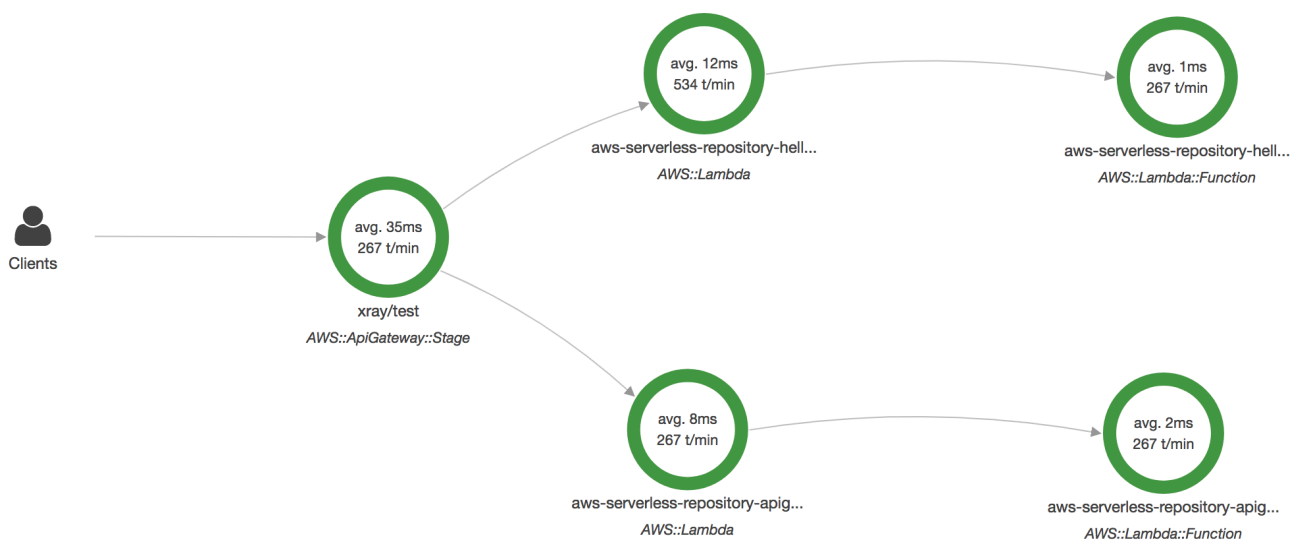 Clients
avg. 35ms
267 t/min
xray/test
AWS::ApiGateway::Stage
avg. 12ms
534 t/min
aws-serverless-repository-hell...
AWS::Lambda
avg. 1ms
267 t/min
aws-serverless-repository-hell...
AWS::Lambda::Function
avg. 8ms
267 t/min
aws-serverless-repository-apig...
AWS::Lambda
avg. 2ms
267 t/min
aws-serverless-repository-apig...
AWS::Lambda::Function